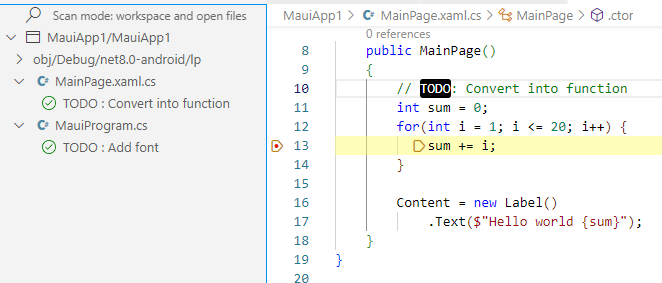 Scan mode: workspace and open files
MauiApp1/MauiApp1
obj/Debug/net8.0-android/lp
MainPage.xaml.cs
TODO : Convert into function
MauiProgram.cs
TODO : Add font
MauiApp1 > MainPage.xaml.cs > MainPage > .ctor
0 references
8 public MainPage()
9 {
10 // TODO: Convert into function
11 int sum = 0;
12 for(int i = 1; i <= 20; i++) {
13 sum += i;
14 }
15
16 Content = new Label()
17 .Text($"Hello world {sum}");
18 }
19 }
20